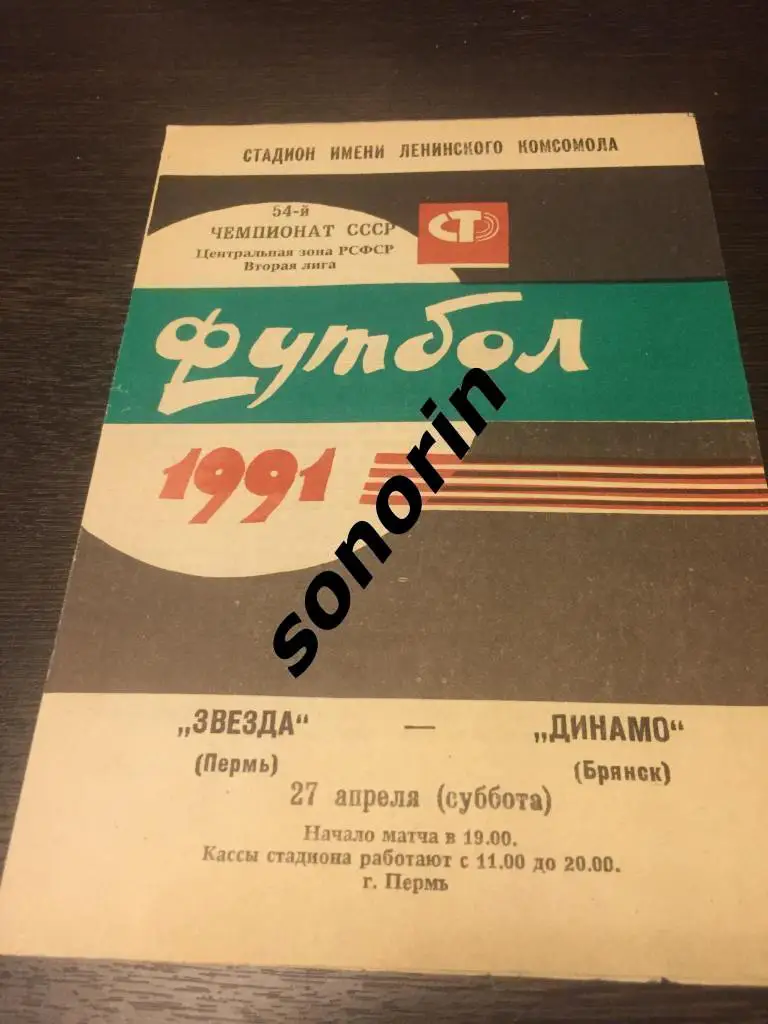 СТАДИОН ИМЕНИ ЛЕНИНСКОГО КОМСОМОЛА
54-й
ЧЕМПИОНАТ СССР
Центральная зона РСФСР
Вторая лига
СТ
Футбол
1991
sonorin
„ЗВЕЗДА“ — „ДИНАМО“
(Пермь) (Брянск)
27 апреля (суббота)
Начало матча в 19.00.
Кассы стадиона работают с 11.00 до 20.00.
г. Пермь